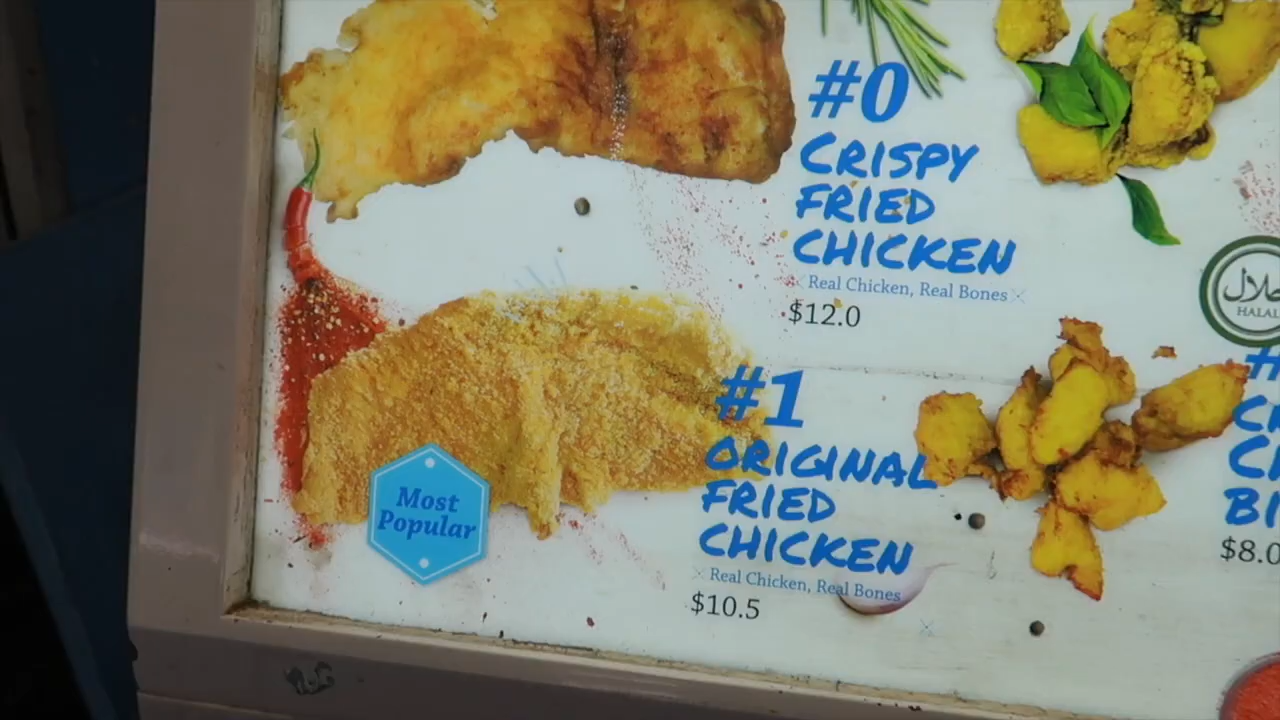 #0
CRISPY
FRIED
CHICKEN
Real Chicken, Real Bones
$12.0
#1
ORIGINAL
FRIED
CHICKEN
Real Chicken, Real Bones
$10.5
Most
Popular
HALAL
$8.0